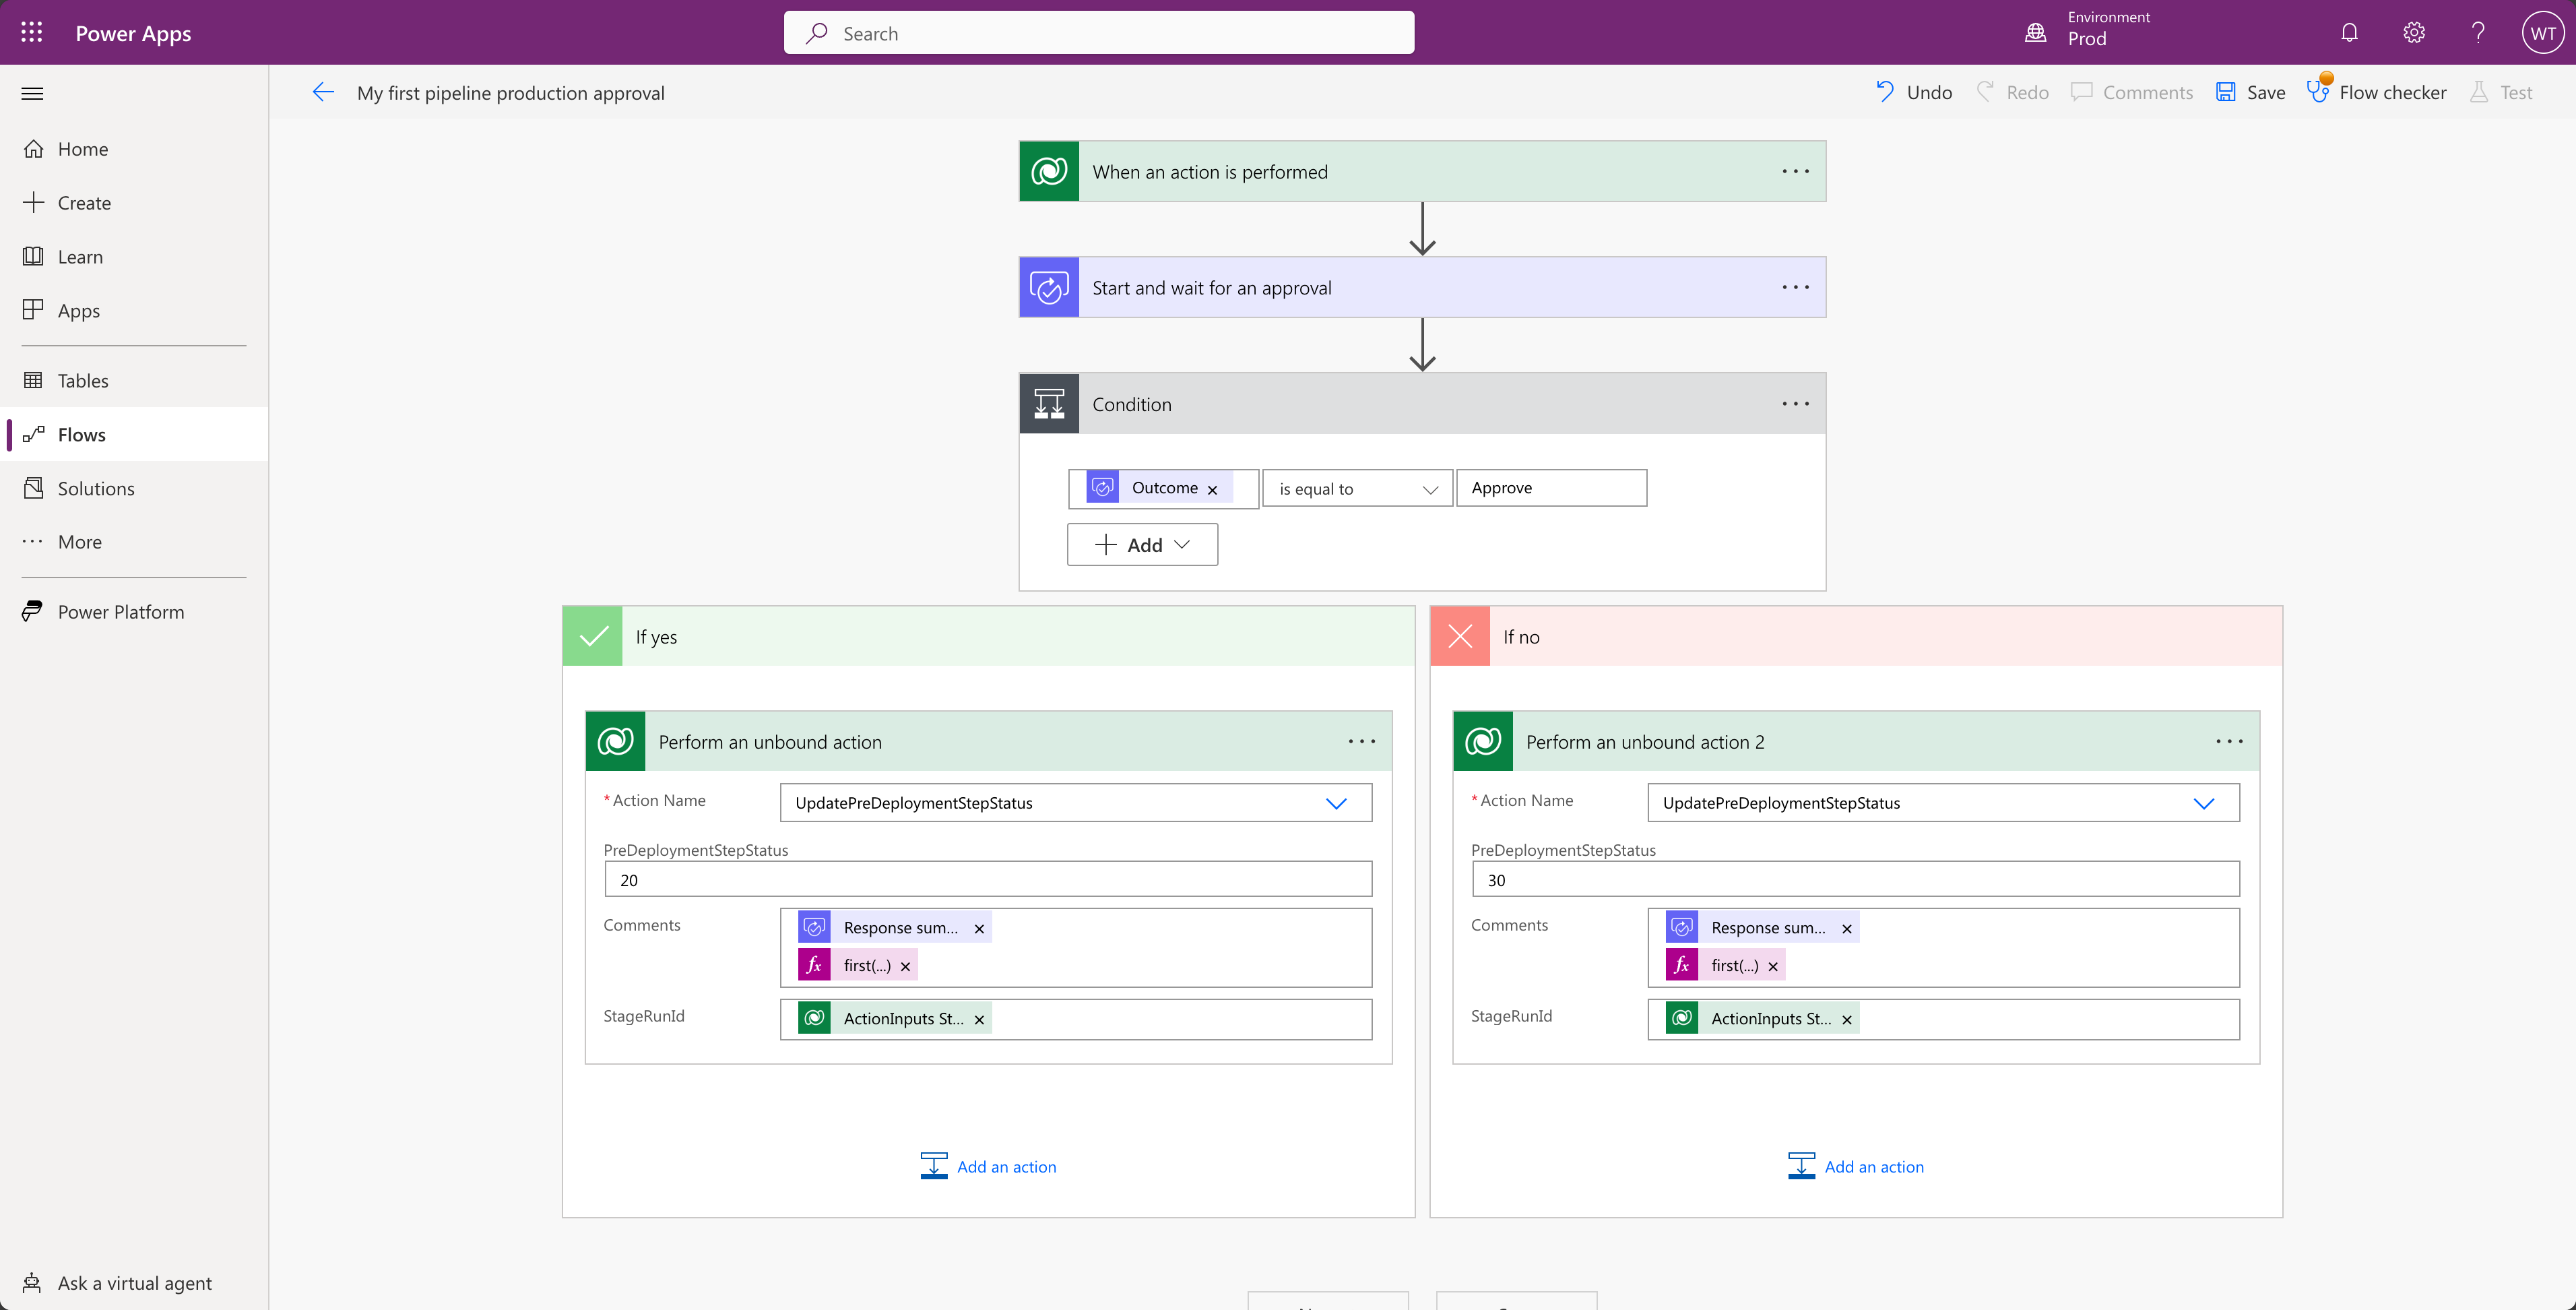 Power Apps
Search
Environment
Prod
WT
My first pipeline production approval
Undo
Redo
Comments
Save
Flow checker
Test
Home
Create
Learn
Apps
Tables
Flows
Solutions
More
Power Platform
Ask a virtual agent
When an action is performed
Start and wait for an approval
Condition
Outcome
is equal to
Approve
Add
If yes
Perform an unbound action
* Action Name
UpdatePreDeploymentStepStatus
PreDeploymentStepStatus
20
Comments
Response sum...
fx first(...)
StageRunId
ActionInputs St...
Add an action
If no
Perform an unbound action 2
* Action Name
UpdatePreDeploymentStepStatus
PreDeploymentStepStatus
30
Comments
Response sum...
fx first(...)
StageRunId
ActionInputs St...
Add an action